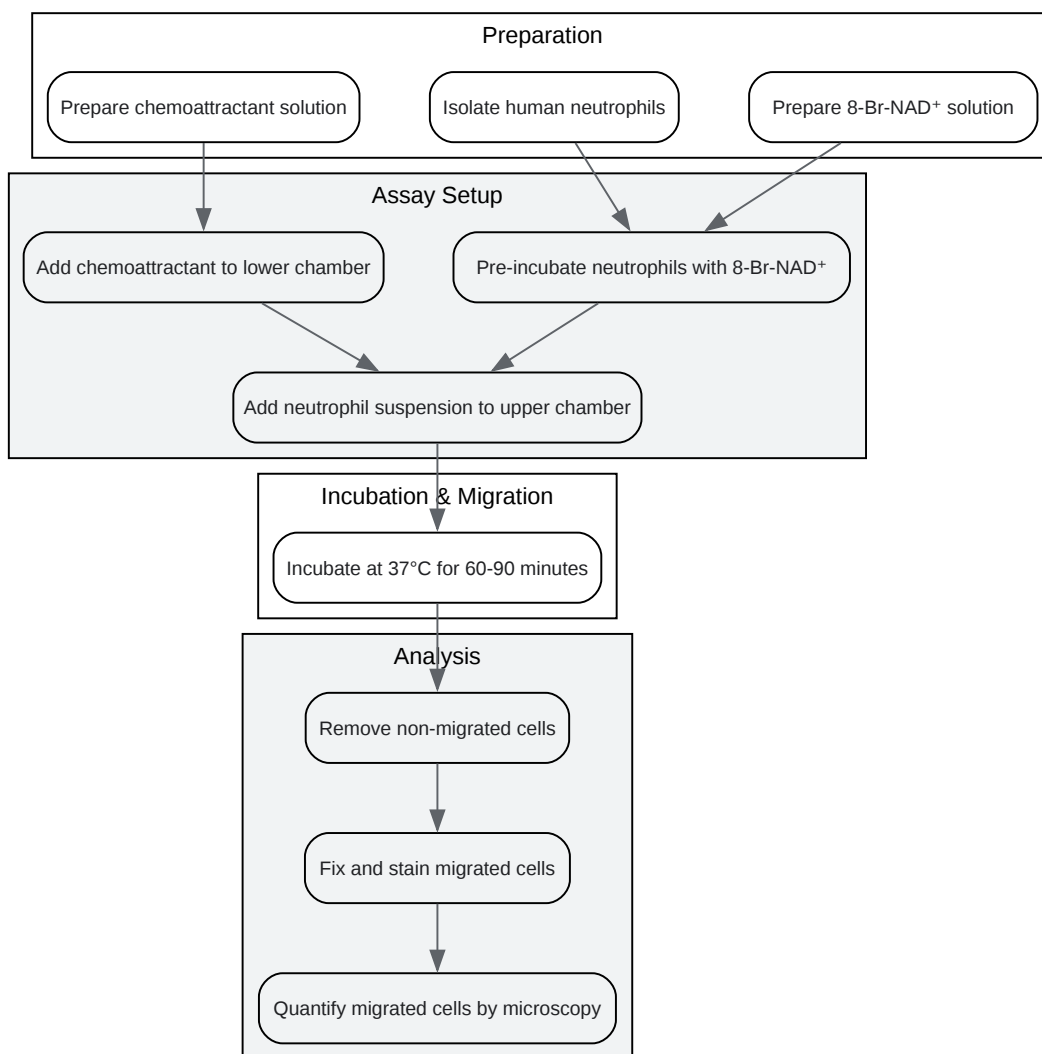 Preparation
Prepare chemoattractant solution
Isolate human neutrophils
Prepare 8-Br-NAD⁺ solution
Assay Setup
Add chemoattractant to lower chamber
Pre-incubate neutrophils with 8-Br-NAD⁺
Add neutrophil suspension to upper chamber
Incubation & Migration
Incubate at 37°C for 60-90 minutes
Analysis
Remove non-migrated cells
Fix and stain migrated cells
Quantify migrated cells by microscopy